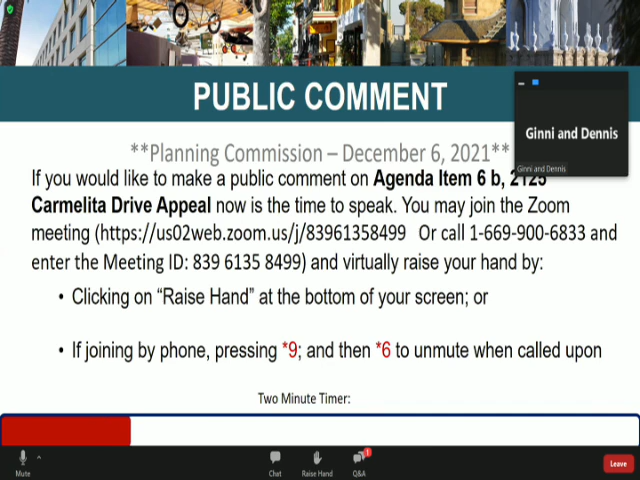 PUBLIC COMMENT
**Planning Commission – December 6, 2021**
Ginni and Dennis
Ginni and Dennis
If you would like to make a public comment on Agenda Item 6 b, 2125
Carmelita Drive Appeal now is the time to speak. You may join the Zoom
meeting (https://us02web.zoom.us/j/83961358499 Or call 1-669-900-6833 and
enter the Meeting ID: 839 6135 8499) and virtually raise your hand by:
• Clicking on “Raise Hand” at the bottom of your screen; or
• If joining by phone, pressing *9; and then *6 to unmute when called upon
Two Minute Timer:
Mute
Chat
Raise Hand
Q&A
1
Leave